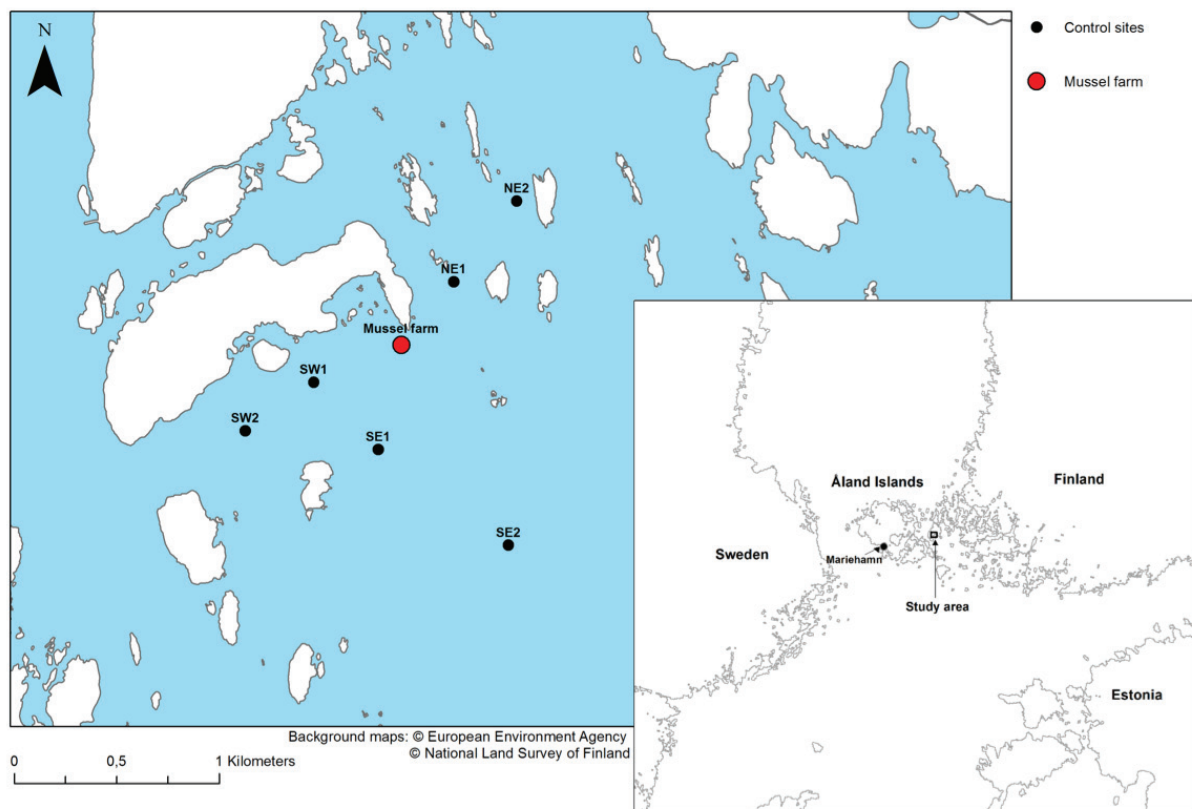 N
Control sites
Mussel farm
NE2
NE1
Mussel farm
SW1
SW2
SE1
SE2
Åland Islands
Finland
Sweden
Mariehamn
Study area
Estonia
Background maps: © European Environment Agency
© National Land Survey of Finland
0 0,5 1 Kilometers